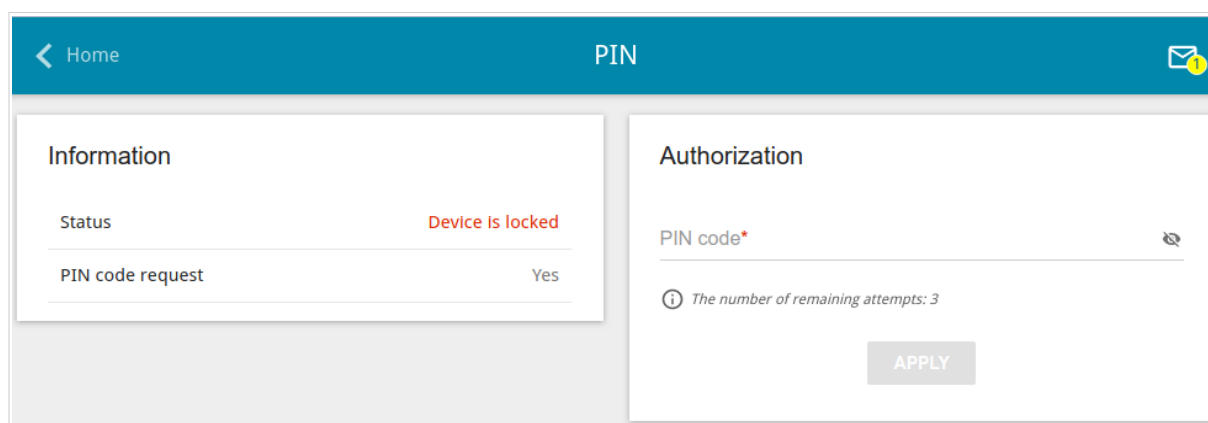 Home
PIN
1
Information
Status Device is locked
PIN code request Yes
Authorization
PIN code*
The number of remaining attempts: 3
APPLY